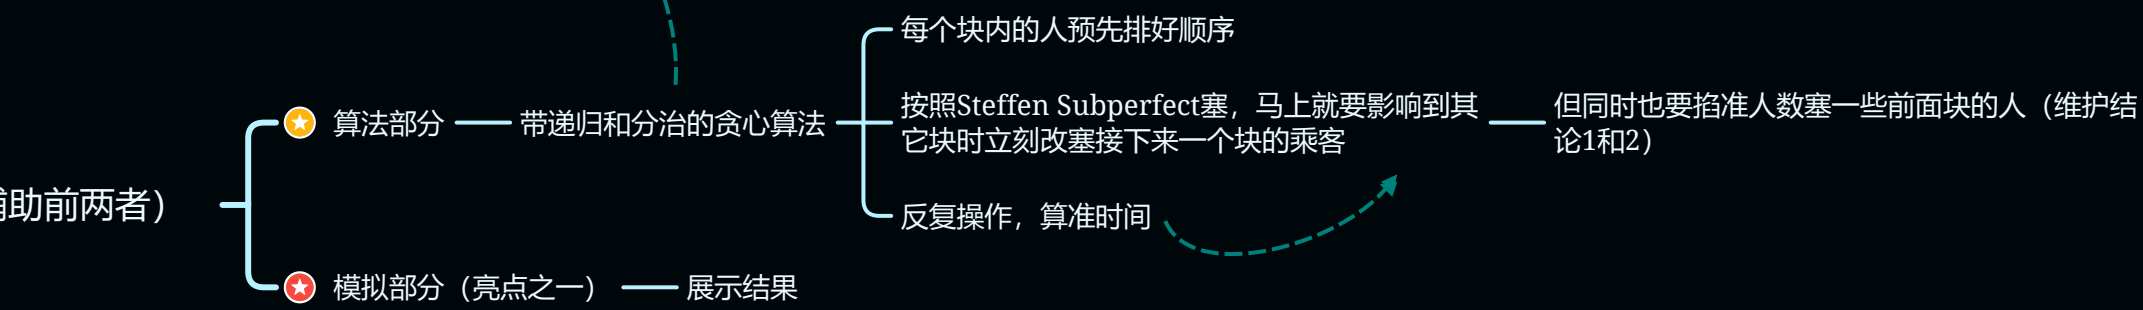 每个块内的人预先排好顺序
按照Steffen Subperfect塞，马上就要影响到其
它块时立刻改塞接下来一个块的乘客
但同时也要掐准人数塞一些前面块的人（维护结
论1和2）
算法部分
带递归和分治的贪心算法
助前两者）
反复操作，算准时间
模拟部分（亮点之一）
展示结果